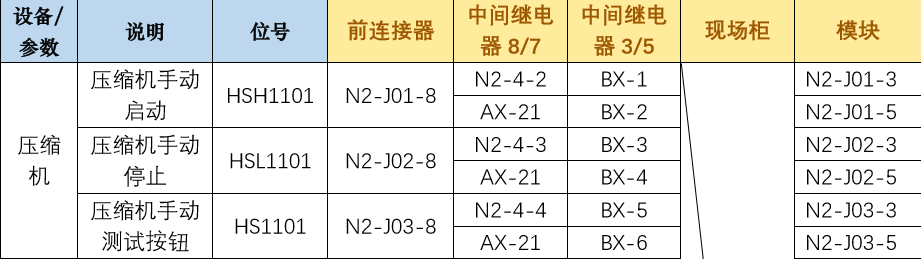 设备/
参数
说明
位号
前连接器
中间继电
器 8/7
中间继电
器 3/5
现场柜
模块
压缩
机
压缩机手动
启动
HSH1101
N2-J01-8
N2-4-2
BX-1
N2-J01-3
AX-21
BX-2
N2-J01-5
压缩机手动
停止
HSL1101
N2-J02-8
N2-4-3
BX-3
N2-J02-3
AX-21
BX-4
N2-J02-5
压缩机手动
测试按钮
HS1101
N2-J03-8
N2-4-4
BX-5
N2-J03-3
AX-21
BX-6
N2-J03-5